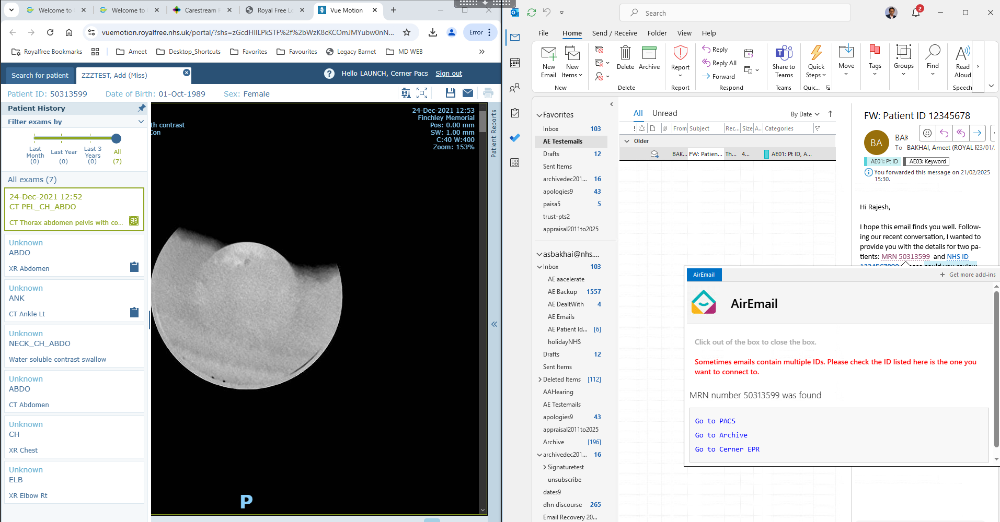 Welcome to C
Welcome to C
Carestream P
Royal Free Lo
Vue Motion
vuemotion.royalfree.nhs.uk/portal/?shs=zGcdHIlLPkSTF%2f%2bWzK8cKCOmJMYubw0nN...
Error
Royalfree Bookmarks
Ameet
Desktop_Shortcuts
Favorites
Favourites
Legacy Barnet
MD WEB
»
Search for patient
ZZZTEST, Add (Miss)
? Hello LAUNCH, Cerner Pacs Sign out
Patient ID: 50313599 Date of Birth: 01-Oct-1989 Sex: Female
Patient History
Filter exams by
Last Month (0)
Last Year (0)
Last 3 Years (0)
All (7)
All exams (7)
24-Dec-2021 12:52
CT PEL_CH_ABDO
CT Thorax abdomen pelvis with co...
Unknown
ABDO
XR Abdomen
Unknown
ANK
CT Ankle Lt
Unknown
NECK_CH_ABDO
Water soluble contrast swallow
Unknown
ABDO
CT Abdomen
Unknown
CH
XR Chest
Unknown
ELB
XR Elbow Rt
th contrast
Con
24-Dec-2021 12:53
Finchley Memorial
Pos: 0.00 mm
SW: 1.00 mm
C:40 W:400
Zoom: 153%
P
Patient Reports
Search
2
File Home Send / Receive Folder View Help
New Email
New Items
New
Delete
Archive
Delete
Report
Report
Reply
Reply All
Forward
Respond
Share to Teams
Teams
Quick Steps
Quic...
Move
Tags
Groups
Find
Read Aloud
Speech
Favorites
Inbox 103
AE Testemails
Drafts 12
Sent Items
archivedec201... 16
apologies9 43
paisa5 5
trust-pts2
appraisal2011to2025
asbakhai@nhs....
Inbox 103
AE aacelerate
AE Backup 1557
AE DealtWith 4
AE Emails
AE Patient Id... [6]
holidayNHS
Drafts 12
Sent Items
Deleted Items [112]
AAHearing
AE Testemails
apologies9 43
appraisal2011to2025
Archive [196]
archivedec201... 16
Signaturetest
unsubscribe
dates9
dhn discourse 265
Email Recovery 20...
All Unread By Date
! From Subject Rec... Size A.. Categories
Older
BAK... FW: Patien... Th... 4... AE01: Pt ID, A...
FW: Patient ID 12345678
BA
BAK
To BAKHAI, Ameet (ROYAL F 23/01/
AE01: Pt ID AE03: Keyword
You forwarded this message on 21/02/2025
15:30.
Hi Rajesh,
I hope this email finds you well. Follow-
ing our recent conversation, I wanted to
provide you with the details for two pa-
tients: MRN 50313599 and NHS ID
AirEmail
+ Get more add-ins
AirEmail
Click out of the box to close the box.
Sometimes emails contain multiple IDs. Please check the ID listed here is the one you
want to connect to.
MRN number 50313599 was found
Go to PACS
Go to Archive
Go to Cerner EPR